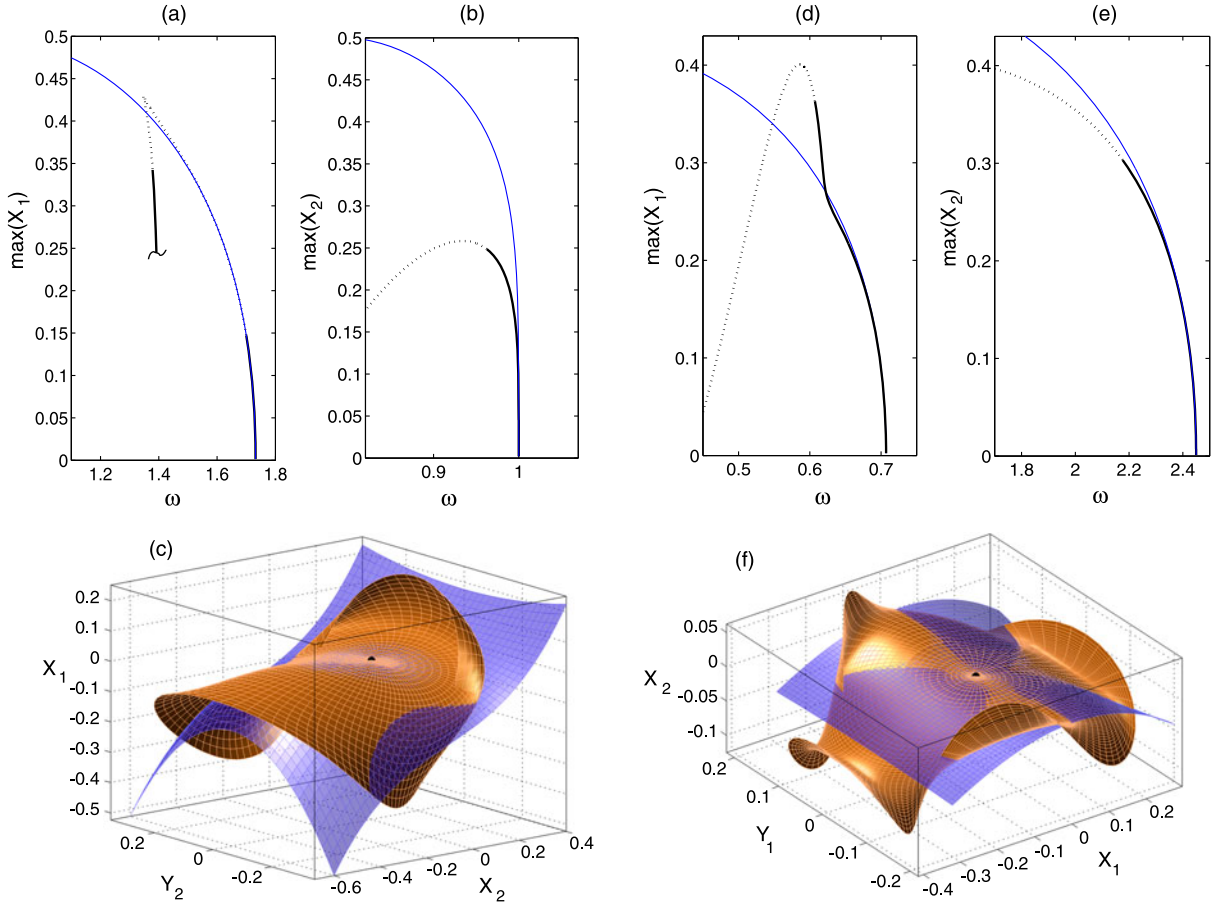 (a)
0.5
0.45
0.4
0.35
0.3
0.25
0.2
0.15
0.1
0.05
0
max(X1)
1.2 1.4 1.6 1.8
ω
(b)
0.5
0.45
0.4
0.35
0.3
0.25
0.2
0.15
0.1
0.05
0
max(X2)
0.9 1
ω
(d)
0.4
0.3
0.2
0.1
0
max(X1)
0.5 0.6 0.7
ω
(e)
0.4
0.3
0.2
0.1
0
max(X2)
1.8 2 2.2 2.4
ω
(c)
0.2
0.1
0
-0.1
-0.2
-0.3
-0.4
-0.5
X1
0.2 0 -0.2
Y2
-0.6 -0.4 -0.2 0 0.2 0.4
X2
(f)
0.05
0
-0.05
-0.1
X2
0.2 0.1 0 -0.1 -0.2
Y1
-0.4 -0.3 -0.2 -0.1 0 0.1 0.2
X1